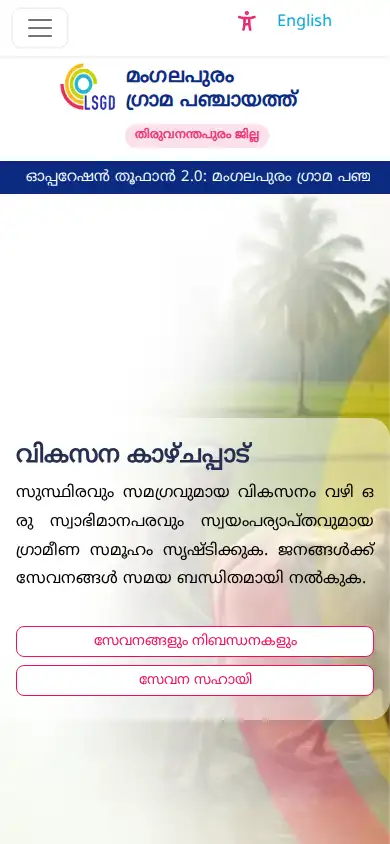 English
LSGD
മംഗലപുരം
ഗ്രാമ പഞ്ചായത്ത്
തിരുവനന്തപുരം ജില്ല
ഓപ്പറേഷൻ തൂഫാൻ 2.0: മംഗലപുരം ഗ്രാമ പഞ്ച
വികസന കാഴ്ചപ്പാട്
സുസ്ഥിരവും സമഗ്രവുമായ വികസനം വഴി ഒ
രു സ്വാഭിമാനപരവും സ്വയംപര്യാപ്തവുമായ
ഗ്രാമീണ സമൂഹം സൃഷ്ടിക്കുക. ജനങ്ങൾക്ക്
സേവനങ്ങൾ സമയ ബന്ധിതമായി നൽകുക.
സേവനങ്ങളും നിബന്ധനകളും
സേവന സഹായി